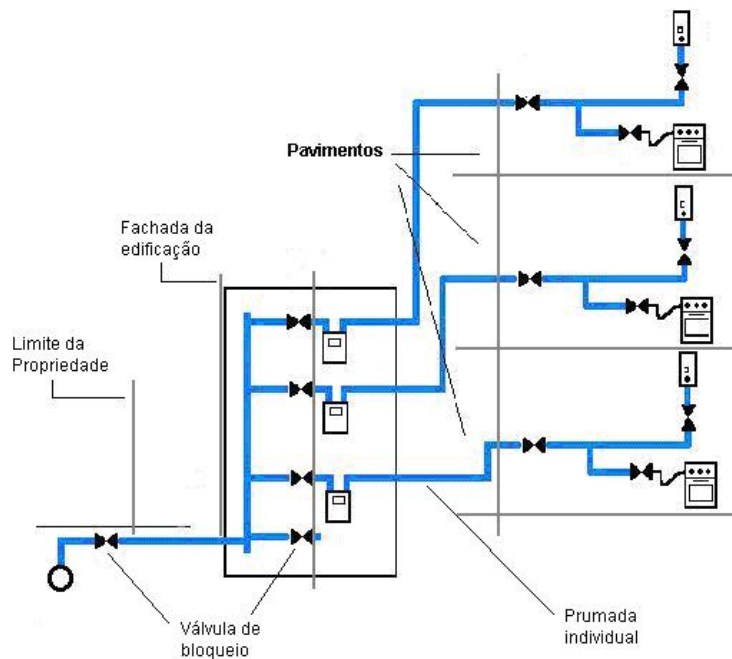 Pavimentos
Fachada da
edificação
Limite da
Propriedade
Válvula de
bloqueio
Prumada
individual